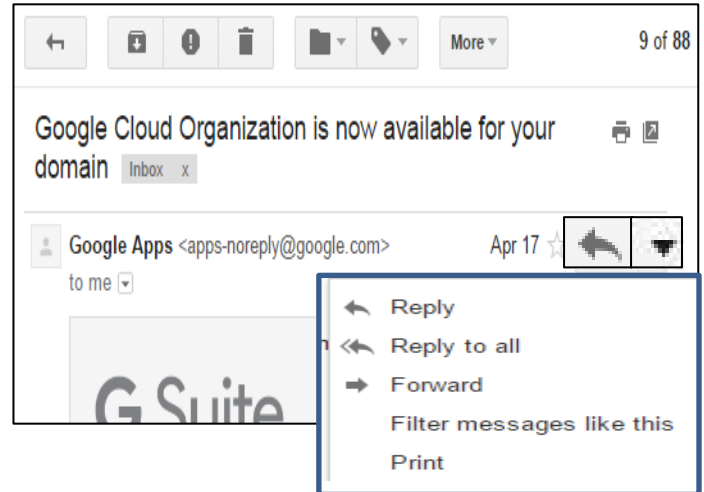 More
9 of 88
Google Cloud Organization is now available for your
domain Inbox x
Google Apps <apps-noreply@google.com> Apr 17
to me
Reply
Reply to all
Forward
Filter messages like this
Print
G Suite